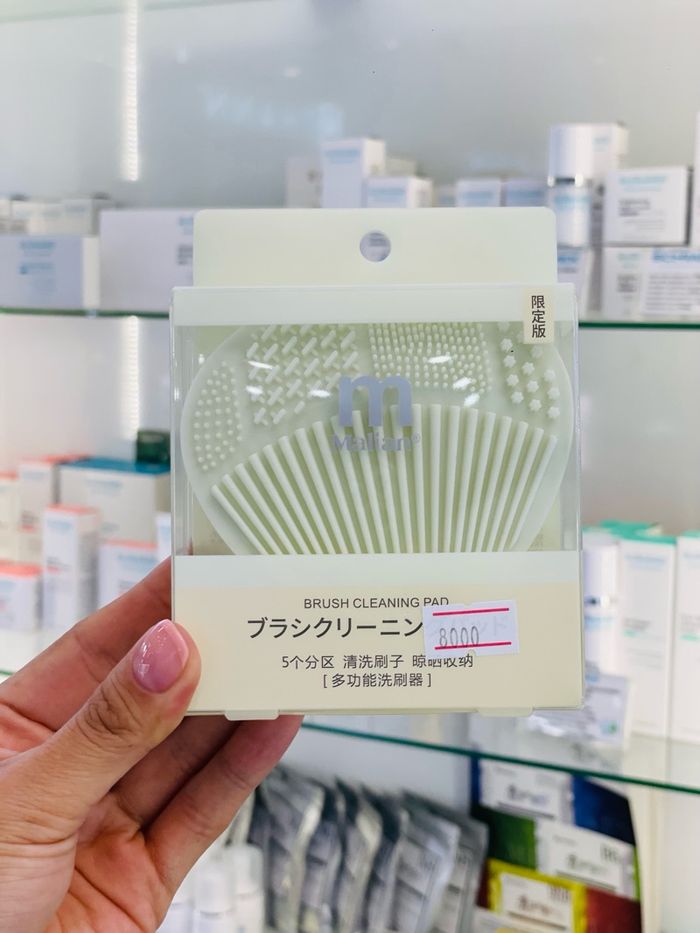 限定版
m
Malian®
BRUSH CLEANING PAD
ブラシクリーニン
8000
5个分区 清洗刷子 晾晒收纳
[多功能洗刷器]